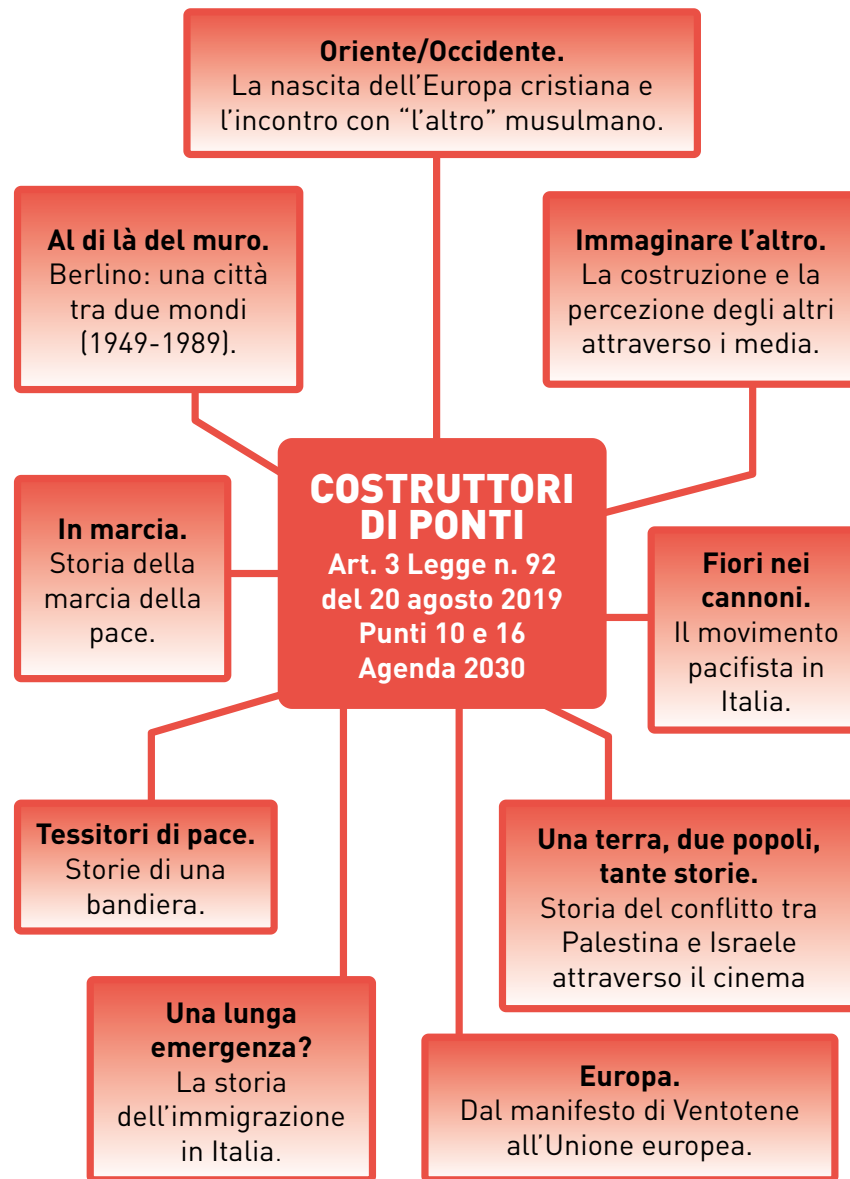 Oriente/Occidente.
La nascita dell'Europa cristiana e
l'incontro con “l'altro” musulmano.
Al di là del muro.
Berlino: una città
tra due mondi
(1949-1989).
Immaginare l'altro.
La costruzione e la
percezione degli altri
attraverso i media.
COSTRUTTORI
DI PONTI
Art. 3 Legge n. 92
del 20 agosto 2019
Punti 10 e 16
Agenda 2030
In marcia.
Storia della
marcia della
pace.
Fiori nei
cannoni.
Il movimento
pacifista in
Italia.
Tessitori di pace.
Storie di una
bandiera.
Una terra, due popoli,
tante storie.
Storia del conflitto tra
Palestina e Israele
attraverso il cinema
Una lunga
emergenza?
La storia
dell'immigrazione
in Italia.
Europa.
Dal manifesto di Ventotene
all'Unione europea.